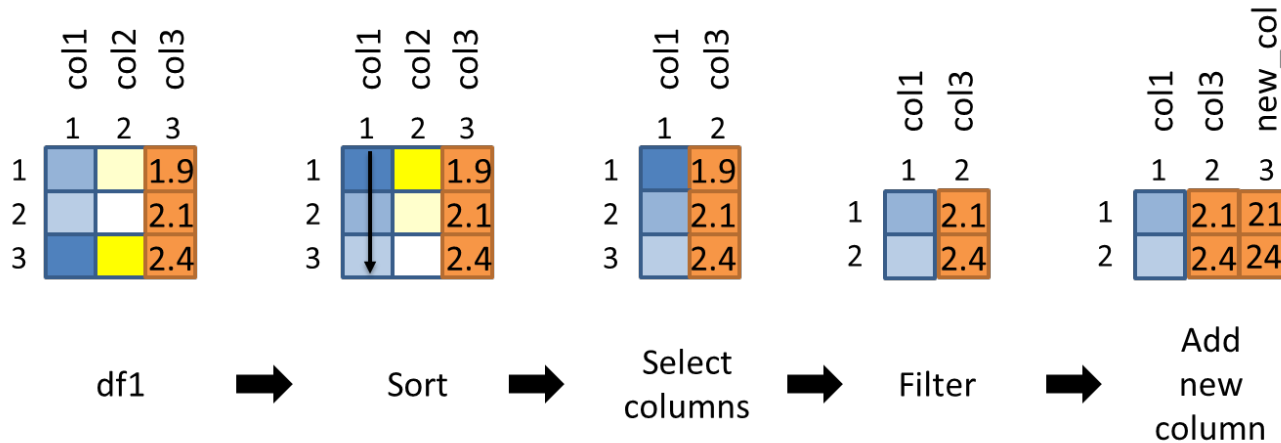 col1 col2 col3
1 2 3
1 1.9
2 2.1
3 2.4
df1
col1 col2 col3
1 2 3
1 1.9
2 2.1
3 2.4
Sort
col1 col3
1 2
1 1.9
2 2.1
3 2.4
Select
columns
col1 col3
1 2
1 2.1
2 2.4
Filter
col1 col3 new_col
1 2 3
1 2.1 21
2 2.4 24
Add
new
column